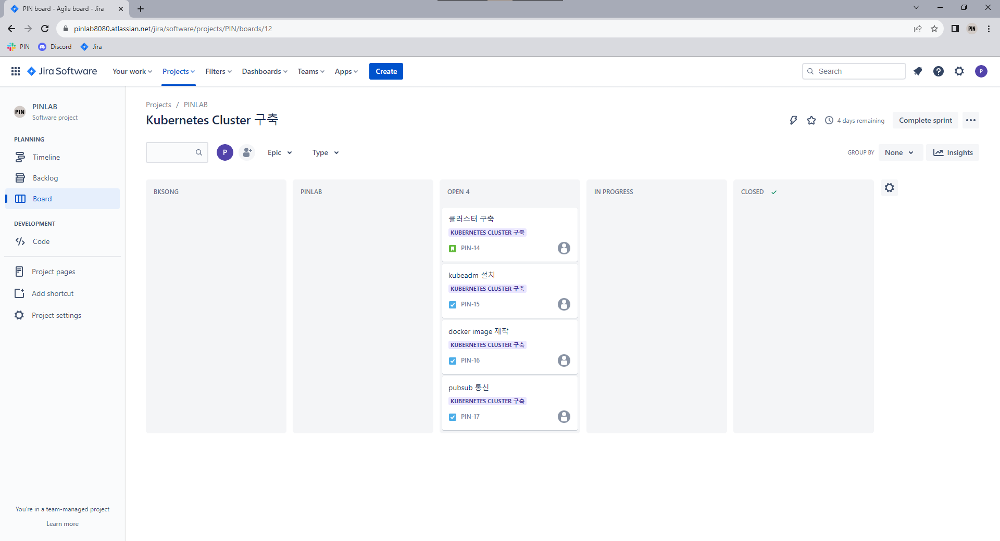 PIN board - Agile board - Jira
pinlab8080.atlassian.net/jira/software/projects/PIN/boards/12
PIN
PIN Discord Jira
Jira Software Your work Projects Filters Dashboards Teams Apps Create Search P
PIN
PINLAB
Software project
PLANNING
Timeline
Backlog
Board
DEVELOPMENT
Code
Project pages
Add shortcut
Project settings
You're in a team-managed project
Learn more
Projects / PINLAB
Kubernetes Cluster 구축
4 days remaining Complete sprint
P Epic Type GROUP BY None Insights
BKSONG
PINLAB
OPEN 4
클러스터 구축
KUBERNETES CLUSTER 구축
PIN-14
kubeadm 설치
KUBERNETES CLUSTER 구축
PIN-15
docker image 제작
KUBERNETES CLUSTER 구축
PIN-16
pubsub 통신
KUBERNETES CLUSTER 구축
PIN-17
IN PROGRESS
CLOSED